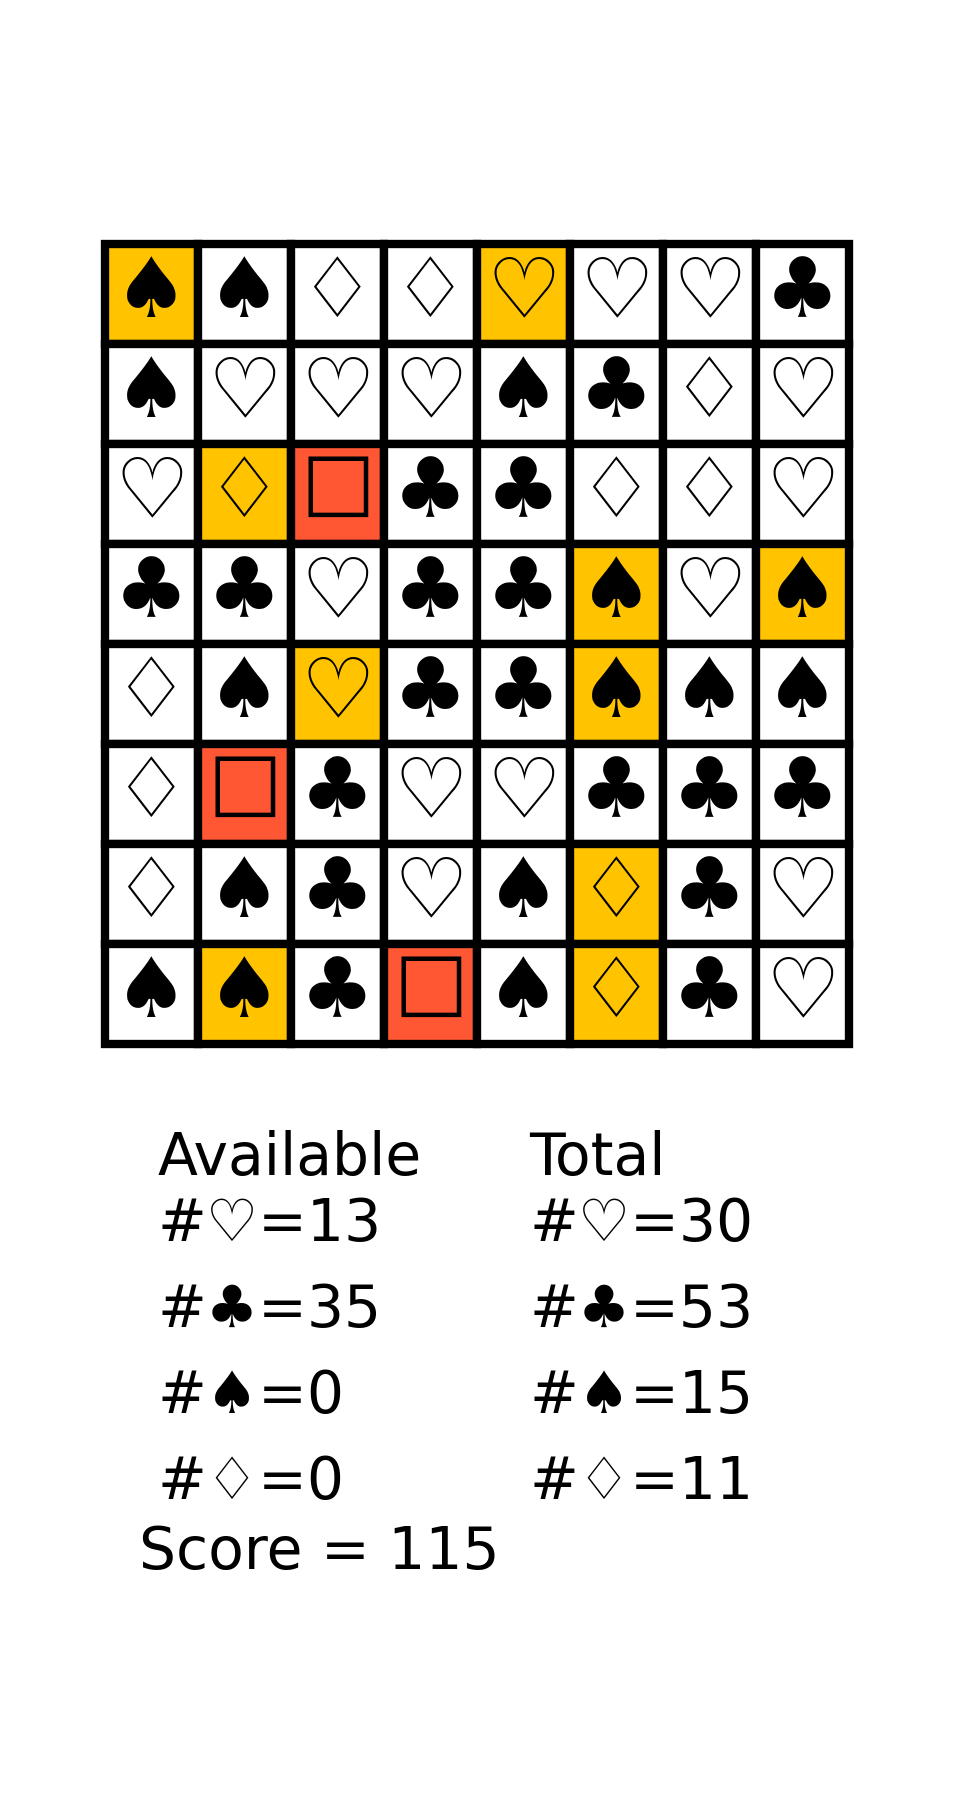 ♠ ♠ ♢ ♢ ♡ ♡ ♡ ♣
♠ ♡ ♡ ♡ ♠ ♣ ♢ ♡
♡ ♢ □ ♣ ♣ ♢ ♢ ♡
♣ ♣ ♡ ♣ ♣ ♠ ♡ ♠
♢ ♠ ♡ ♣ ♣ ♠ ♠ ♠
♢ □ ♣ ♡ ♡ ♣ ♣ ♣
♢ ♠ ♣ ♡ ♠ ♢ ♣ ♡
♠ ♠ ♣ □ ♠ ♢ ♣ ♡
Available Total
#♡=13 #♡=30
#♣=35 #♣=53
#♠=0 #♠=15
#♢=0 #♢=11
Score = 115